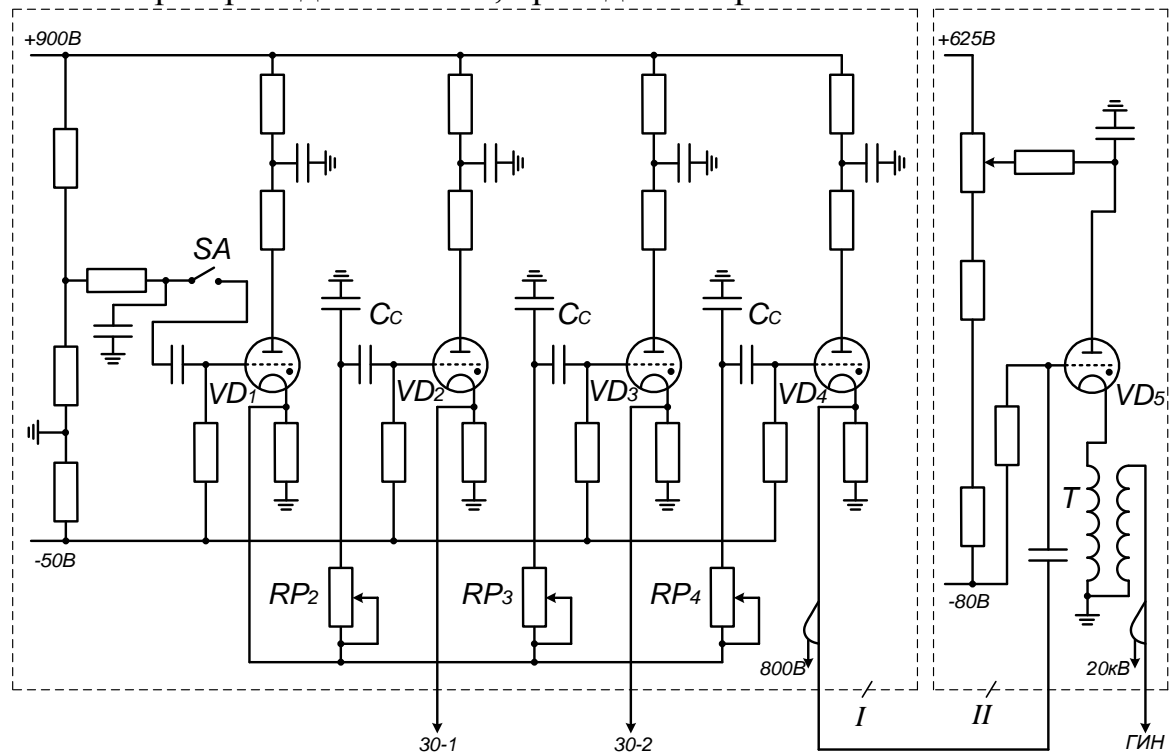 +900В
+625В
SA
Cc
Cc
Cc
VD1
VD2
VD3
VD4
VD5
T
-50В
-80В
RP2
RP3
RP4
800В
20кВ
I
II
30-1
30-2
ГИН